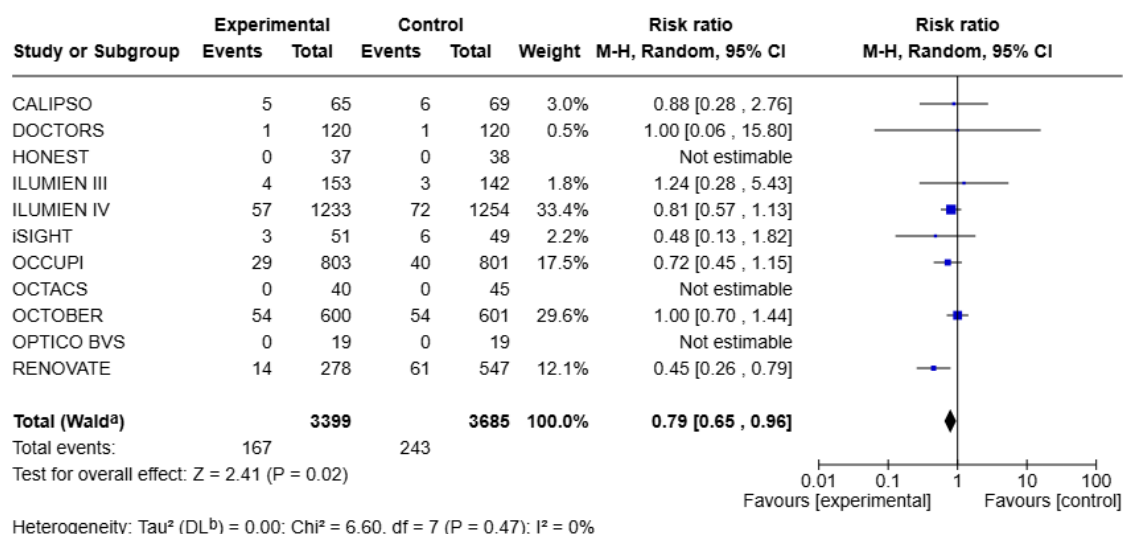 Experimental Control Risk ratio Risk ratio
Study or Subgroup Events Total Events Total Weight M-H, Random, 95% CI M-H, Random, 95% CI
CALIPSO 5 65 6 69 3.0% 0.88 [0.28 , 2.76]
DOCTORS 1 120 1 120 0.5% 1.00 [0.06 , 15.80]
HONEST 0 37 0 38 Not estimable
ILUMIEN III 4 153 3 142 1.8% 1.24 [0.28 , 5.43]
ILUMIEN IV 57 1233 72 1254 33.4% 0.81 [0.57 , 1.13]
iSIGHT 3 51 6 49 2.2% 0.48 [0.13 , 1.82]
OCCUPI 29 803 40 801 17.5% 0.72 [0.45 , 1.15]
OCTACS 0 40 0 45 Not estimable
OCTOBER 54 600 54 601 29.6% 1.00 [0.70 , 1.44]
OPTICO BVS 0 19 0 19 Not estimable
RENOVATE 14 278 61 547 12.1% 0.45 [0.26 , 0.79]
Total (Waldᵃ) 3399 3685 100.0% 0.79 [0.65 , 0.96]
Total events: 167 243
Test for overall effect: Z = 2.41 (P = 0.02)
0.01 0.1 1 10 100
Favours [experimental] Favours [control]
Heterogeneity: Tau² (DLᵇ) = 0.00; Chi² = 6.60, df = 7 (P = 0.47); I² = 0%